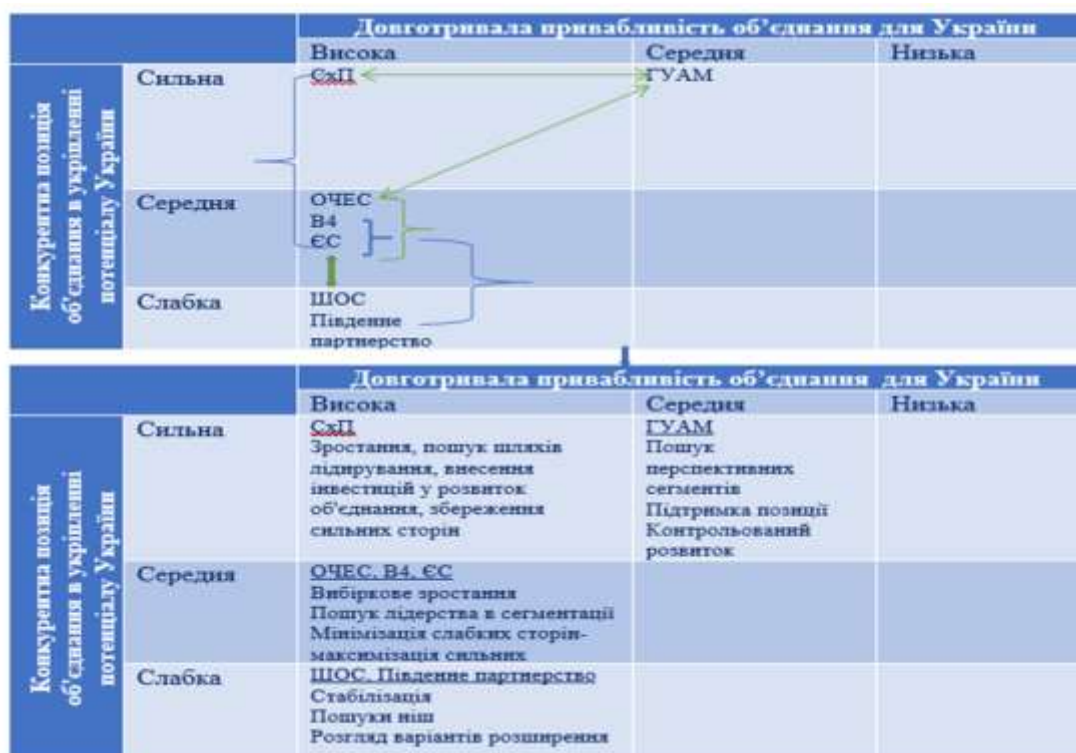 Довготривала привабливість об’єднання для України
Висока Середня Низька
Конкурентна позиція
об'єднання в укріпленні
потенціалу України
Сильна СхП ГУАМ
Середня ОЧЕС
В4
ЄС
Слабка ШОС
Південне
партнерство
Довготривала привабливість об’єднання для України
Висока Середня Низька
Конкурентна позиція
об'єднання в укріпленні
потенціалу України
Сильна
СхП
Зростання, пошук шляхів
лідирування, внесення
інвестицій у розвиток
об'єднання, збереження
сильних сторін
ГУАМ
Пошук
перспективних
сегментів
Підтримка позиції
Контрольований
розвиток
Середня
ОЧЕС, В4, ЄС
Вибіркове зростання
Пошук лідерства в сегментації
Мінімізація слабких сторін-
максимізація сильних
Слабка
ШОС, Південне партнерство
Стабілізація
Пошуки ніш
Розгляд варіантів розширення